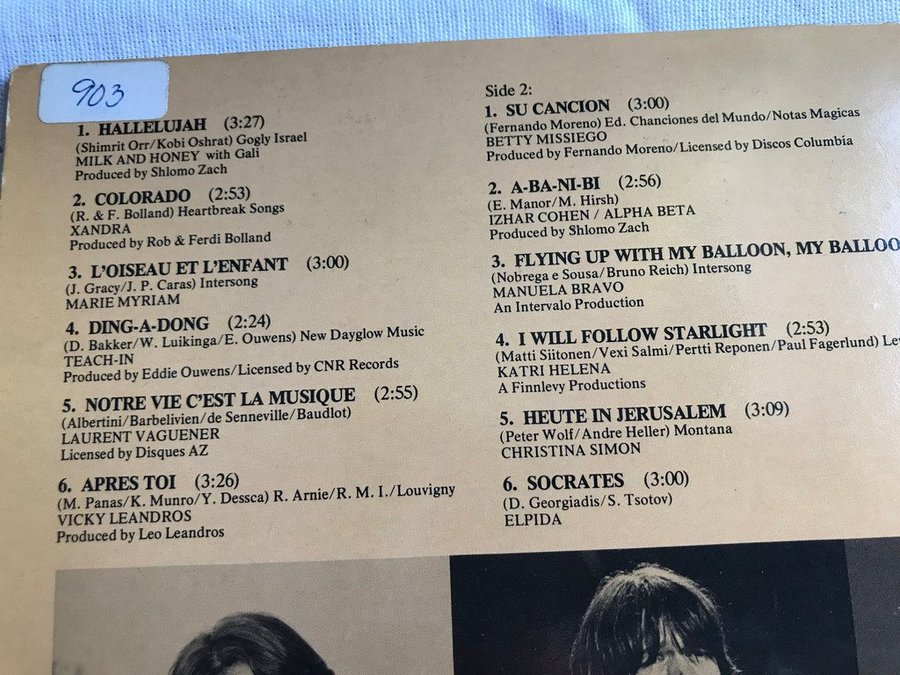 903
1. HALLELUJAH (3:27)
(Shimrit Orr/Kobi Oshrat) Gogly Israel
MILK AND HONEY with Gali
Produced by Shlomo Zach
2. COLORADO (2:53)
(R. & F. Bolland) Heartbreak Songs
XANDRA
Produced by Rob & Ferdi Bolland
3. L'OISEAU ET L'ENFANT (3:00)
(J. Gracy/J. P. Caras) Intersong
MARIE MYRIAM
4. DING-A-DONG (2:24)
(D. Bakker/W. Luikinga/E. Ouwens) New Dayglow Music
TEACH-IN
Produced by Eddie Ouwens/Licensed by CNR Records
5. NOTRE VIE C'EST LA MUSIQUE (2:55)
(Albertini/Barbelivien/de Senneville/Baudlot)
LAURENT VAGUENER
Licensed by Disques AZ
6. APRES TOI (3:26)
(M. Panas/K. Munro/Y. Dessca) R. Arnie/R. M. I./Louvigny
VICKY LEANDROS
Produced by Leo Leandros
Side 2:
1. SU CANCION (3:00)
(Fernando Moreno) Ed. Chanciones del Mundo/Notas Magicas
BETTY MISSIEGO
Produced by Fernando Moreno/Licensed by Discos Columbia
2. A-BA-NI-BI (2:56)
(E. Manor/M. Hirsh)
IZHAR COHEN / ALPHA BETA
Produced by Shlomo Zach
3. FLYING UP WITH MY BALLOON, MY BALLOO
(Nobrega e Sousa/Bruno Reich) Intersong
MANUELA BRAVO
An Intervalo Production
4. I WILL FOLLOW STARLIGHT (2:53)
(Matti Siitonen/Vexi Salmi/Pertti Reponen/Paul Fagerlund) Le
KATRI HELENA
A Finnlevy Productions
5. HEUTE IN JERUSALEM (3:09)
(Peter Wolf/Andre Heller) Montana
CHRISTINA SIMON
6. SOCRATES (3:00)
(D. Georgiadis/S. Tsotov)
ELPIDA